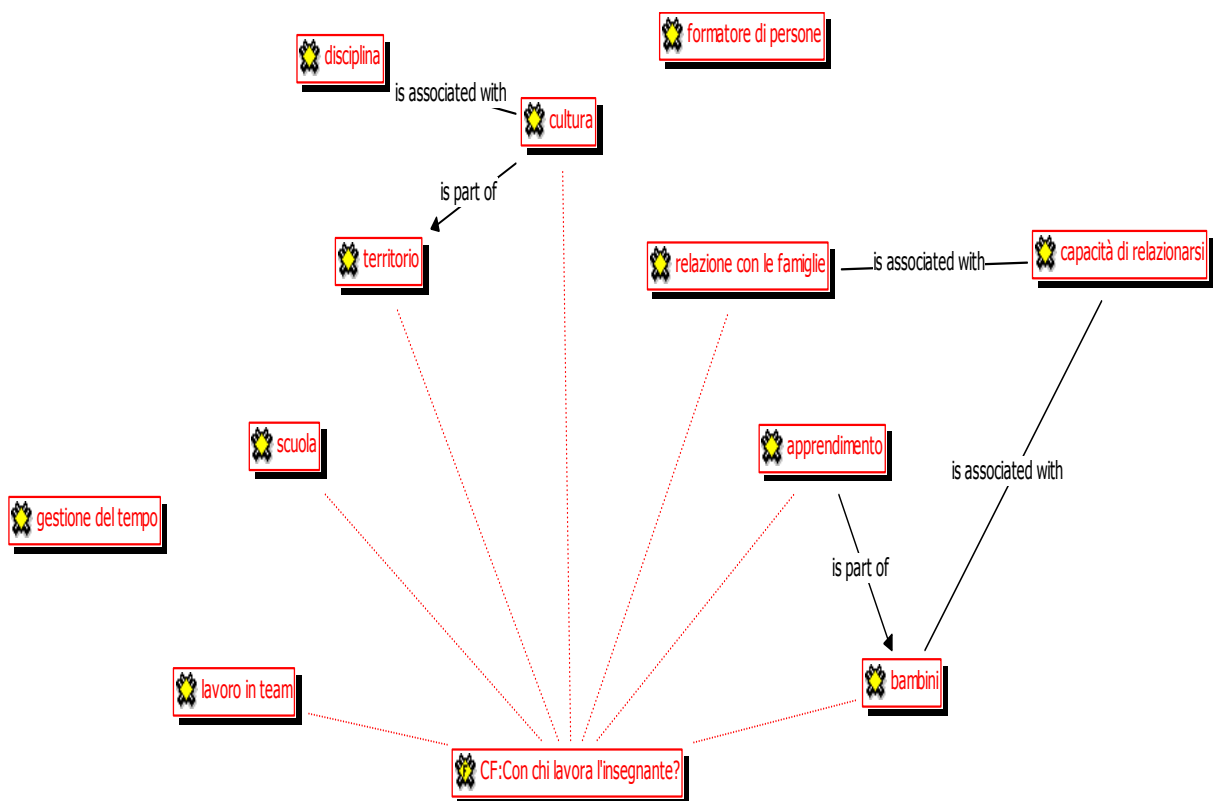 formatore di persone
disciplina
is associated with
cultura
is part of
territorio
relazione con le famiglie
is associated with
capacità di relazionarsi
scuola
apprendimento
is associated with
gestione del tempo
is part of
lavoro in team
bambini
CF:Con chi lavora l'insegnante?